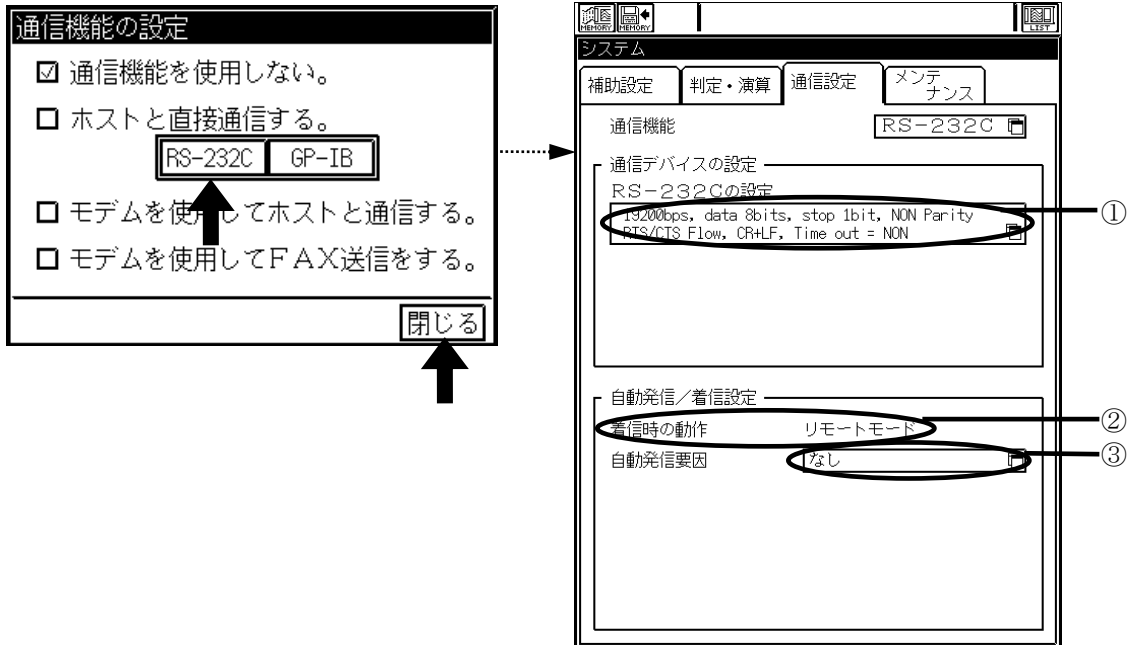 通信機能の設定
☑ 通信機能を使用しない。
□ ホストと直接通信する。
RS-232C GP-IB
□ モデムを使用してホストと通信する。
□ モデムを使用してＦＡＸ送信をする。
閉じる
MEMORY MEMORY LIST
システム
補助設定 判定・演算 通信設定 メンテ
ナンス
通信機能 ＲＳ－２３２Ｃ
通信デバイスの設定
ＲＳ－２３２Ｃの設定
19200bps, data 8bits, stop 1bit, NON Parity
RTS/CTS Flow, CR+LF, Time out = NON
①
自動発信／着信設定
着信時の動作 リモートモード
②
自動発信要因 なし
③